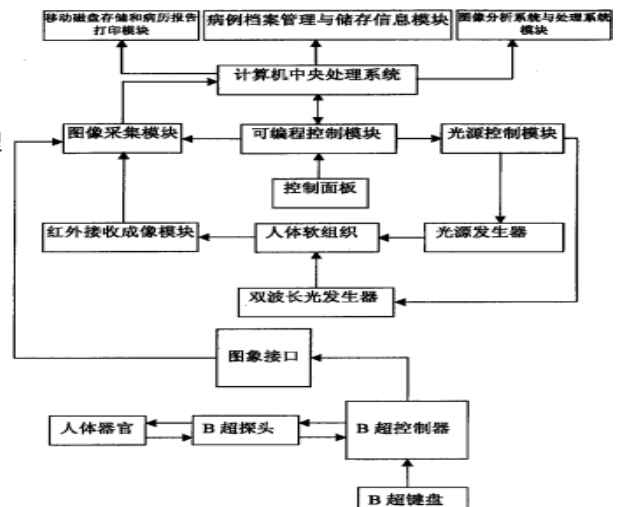 移动磁盘存储和病历报告
打印模块
病例档案管理与储存信息模块
图像分析系统与处理系统
模块
计算机中央处理系统
图像采集模块
可编程控制模块
光源控制模块
控制面板
红外接收成像模块
人体软组织
光源发生器
双波长光发生器
图象接口
人体器官
B超探头
B超控制器
B超键盘